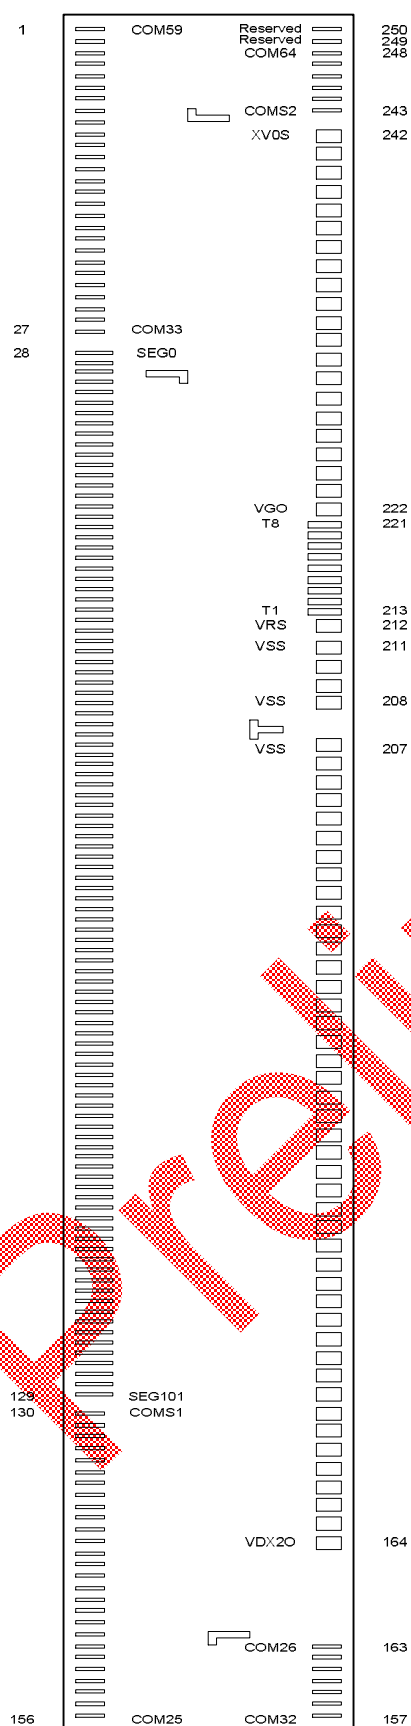 1 COM59 Reserved 250
Reserved 249
COM64 248
COMS2 243
XV0S 242
27 COM33
28 SEG0
VGO 222
T8 221
T1 213
VRS 212
VSS 211
VSS 208
VSS 207
129 SEG101
130 COMS1
VDX2O 164
COM26 163
156 COM25 COM32 157
Preli